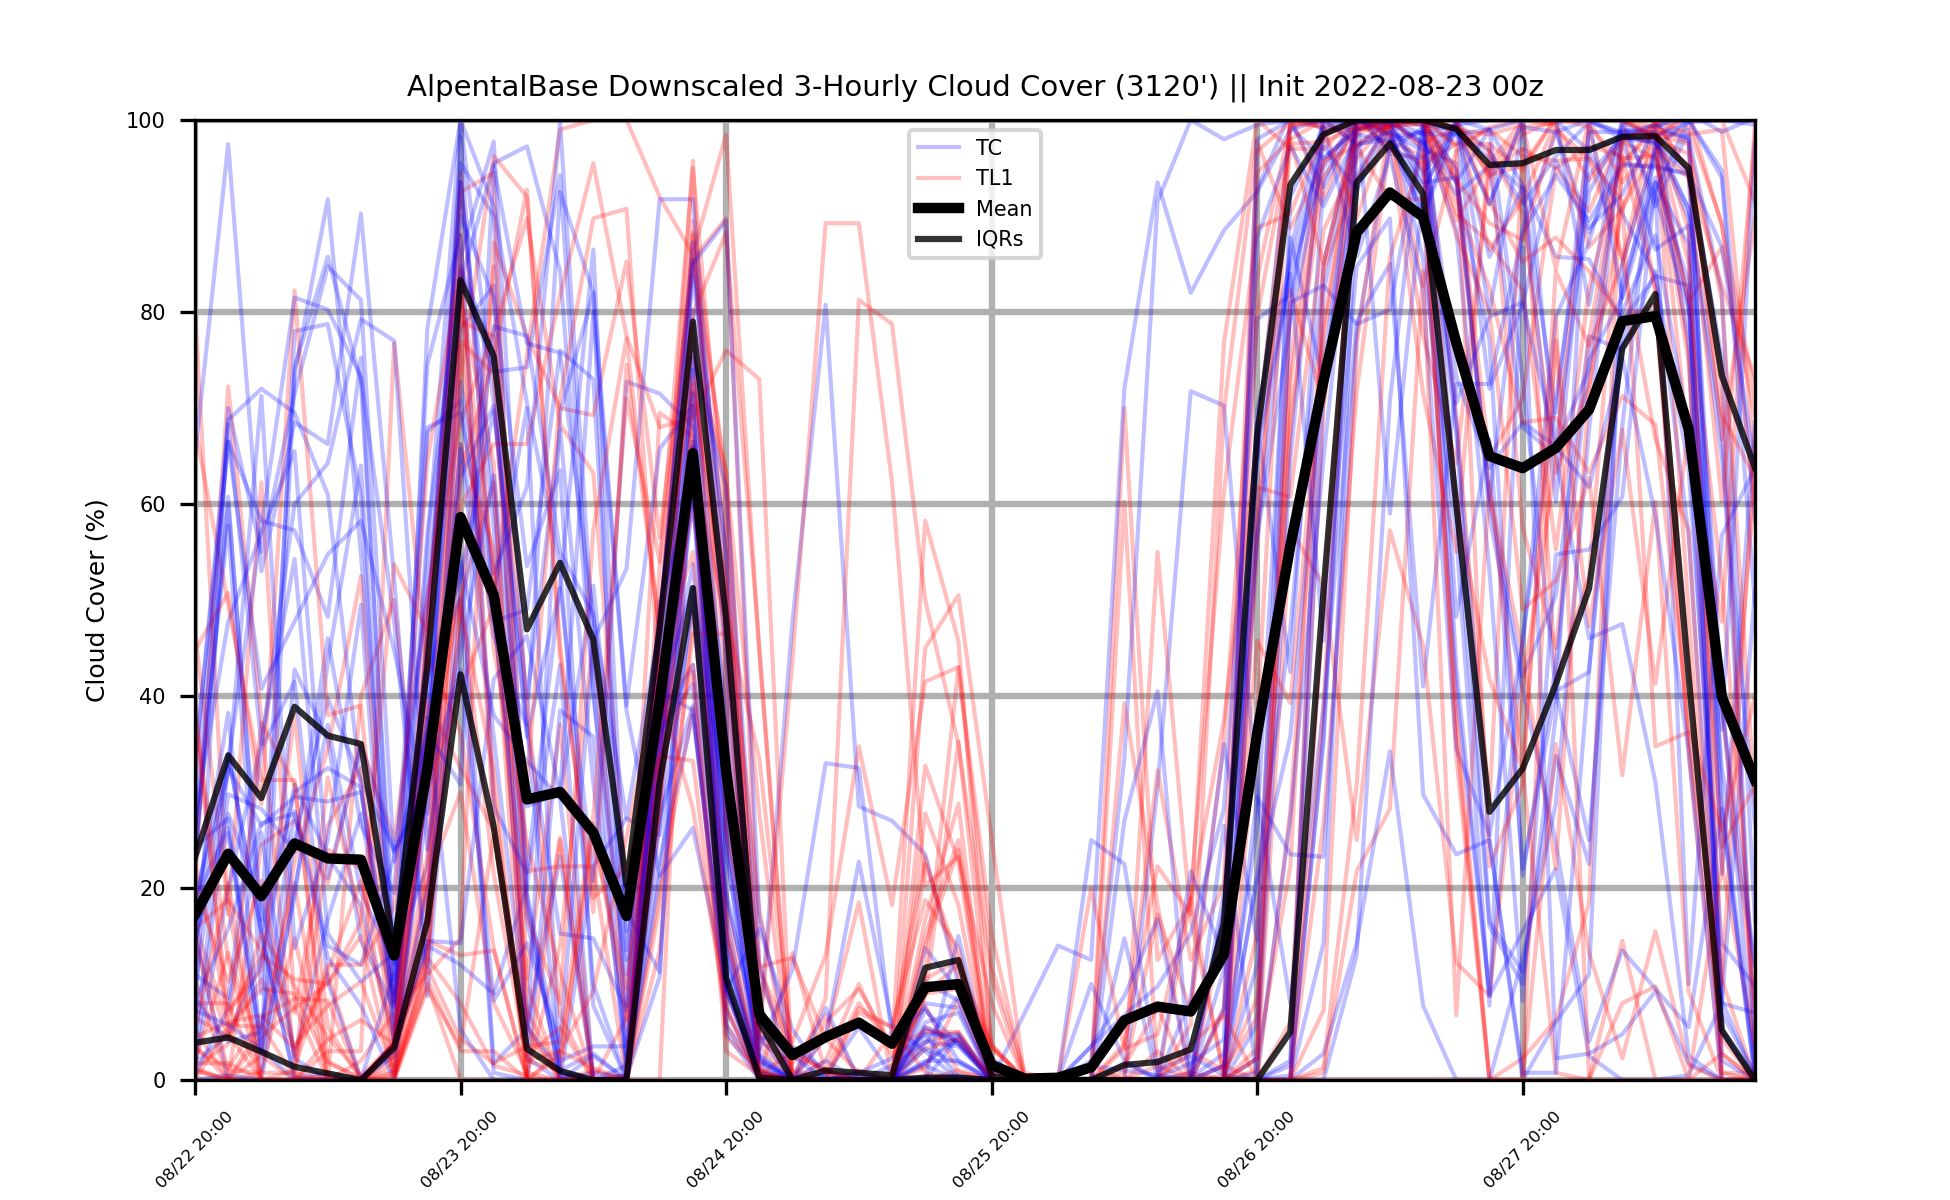 AlpentalBase Downscaled 3-Hourly Cloud Cover (3120') || Init 2022-08-23 00z
TC
TL1
Mean
IQRs
Cloud Cover (%)
100
80
60
40
20
0
08/22 20:00
08/23 20:00
08/24 20:00
08/25 20:00
08/26 20:00
08/27 20:00